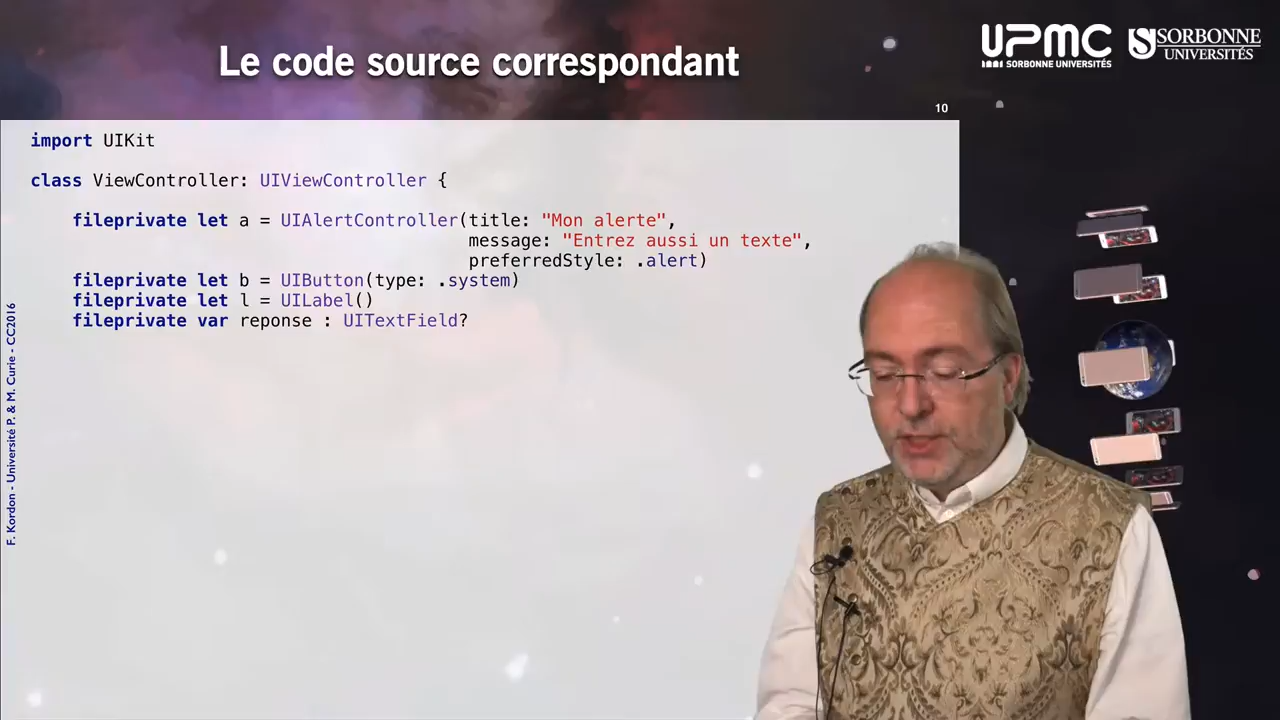 Le code source correspondant
UPMC
SORBONNE UNIVERSITÉS
SORBONNE
UNIVERSITÉS
10
import UIKit
class ViewController: UIViewController {
fileprivate let a = UIAlertController(title: "Mon alerte",
message: "Entrez aussi un texte",
preferredStyle: .alert)
fileprivate let b = UIButton(type: .system)
fileprivate let l = UILabel()
fileprivate var reponse : UITextField?
F. Kordon - Université P. & M. Curie - CC2016